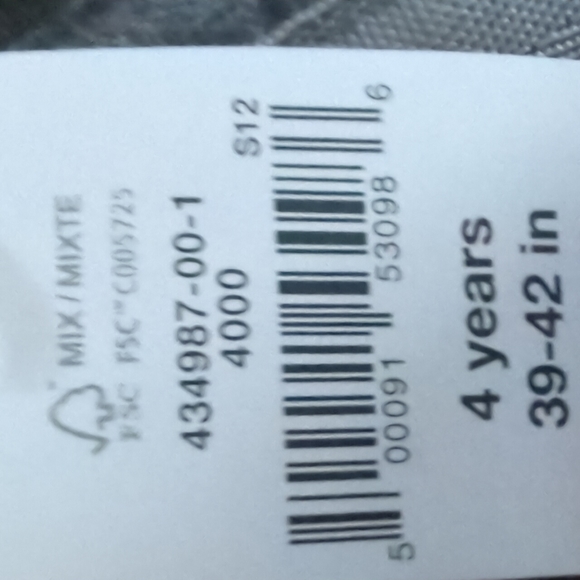 MIX/MIXTE
FSC FSC™ C005725
434987-00-1
4000
S12
5 00091 53098 6
4 years
39-42 in